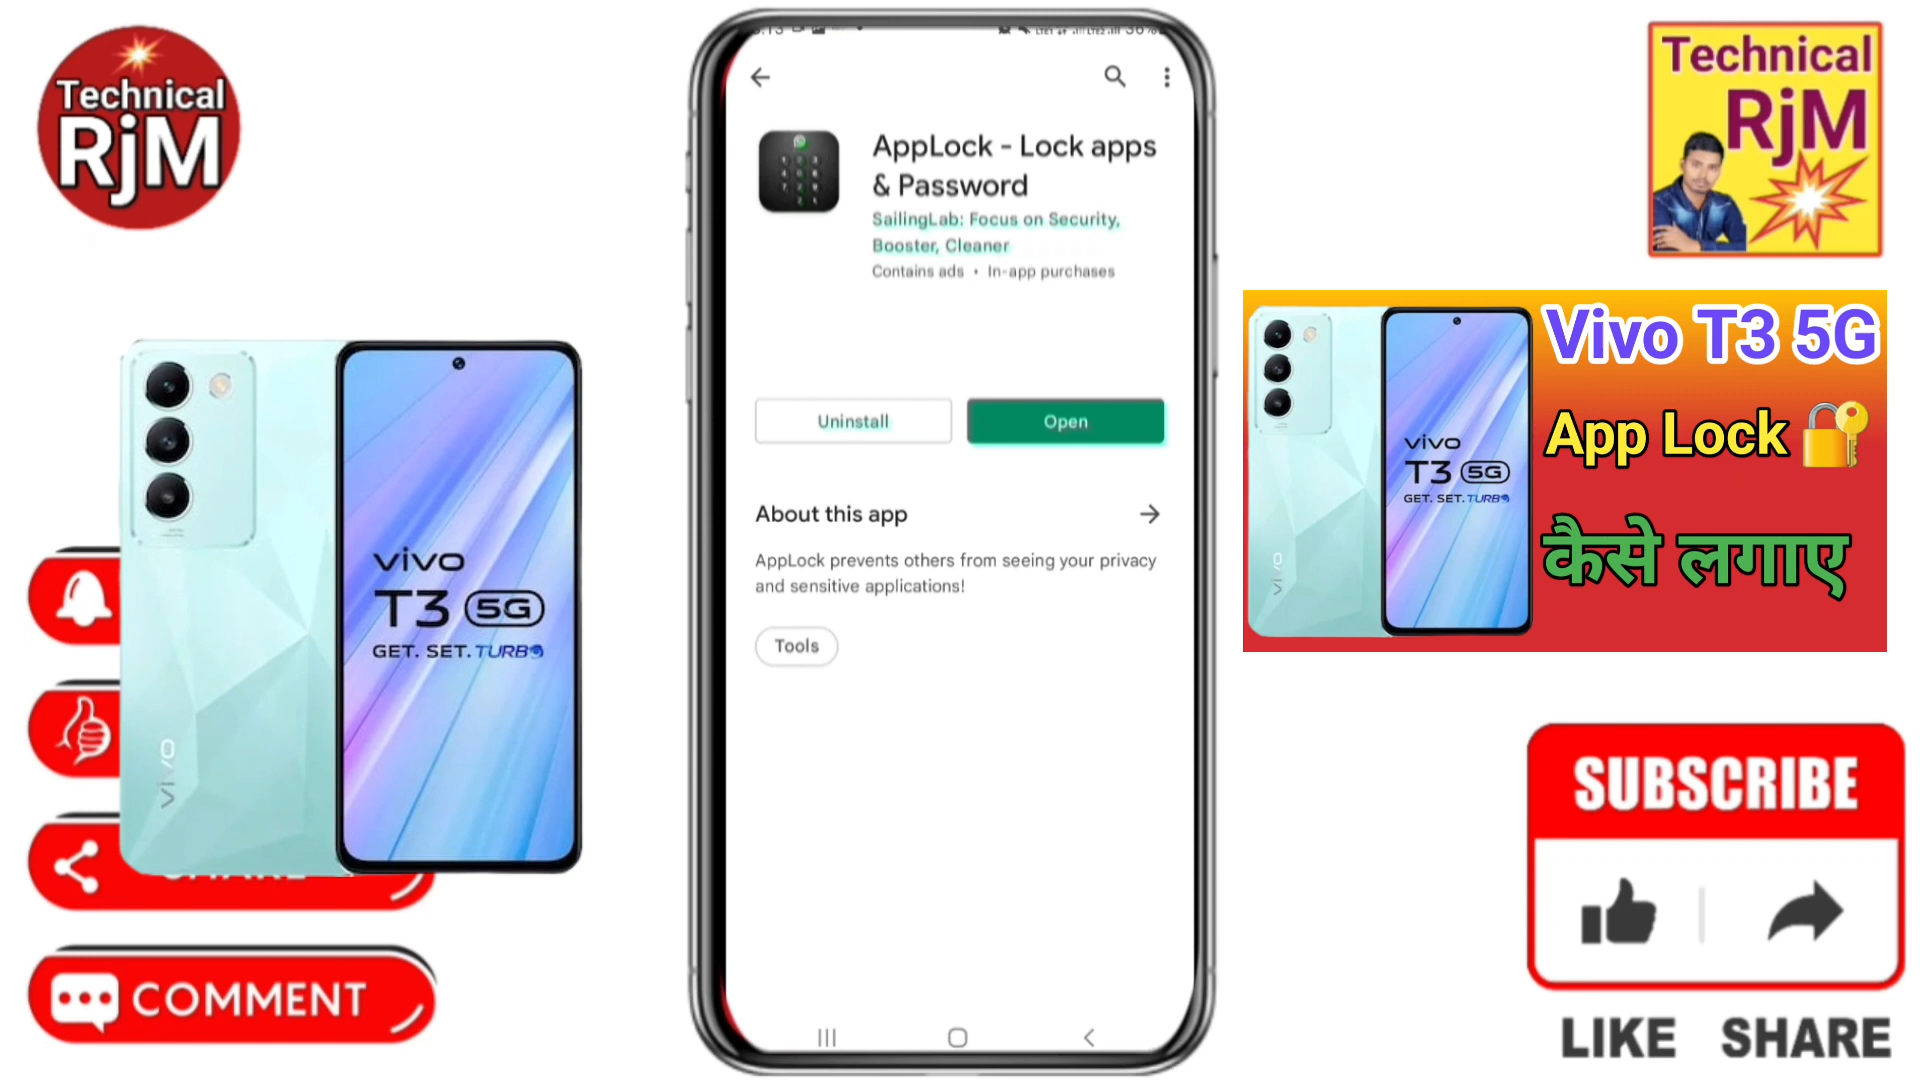 Technical
RjM
vivo
T3 5G
GET. SET. TURBO
vivo
COMMENT
AppLock - Lock apps
& Password
SailingLab: Focus on Security,
Booster, Cleaner
Contains ads • In-app purchases
Uninstall
Open
About this app
AppLock prevents others from seeing your privacy
and sensitive applications!
Tools
Technical
RjM
Vivo T3 5G
App Lock
कैसे लगाए
vivo
T3 5G
GET. SET. TURBO
vivo
SUBSCRIBE
LIKE SHARE